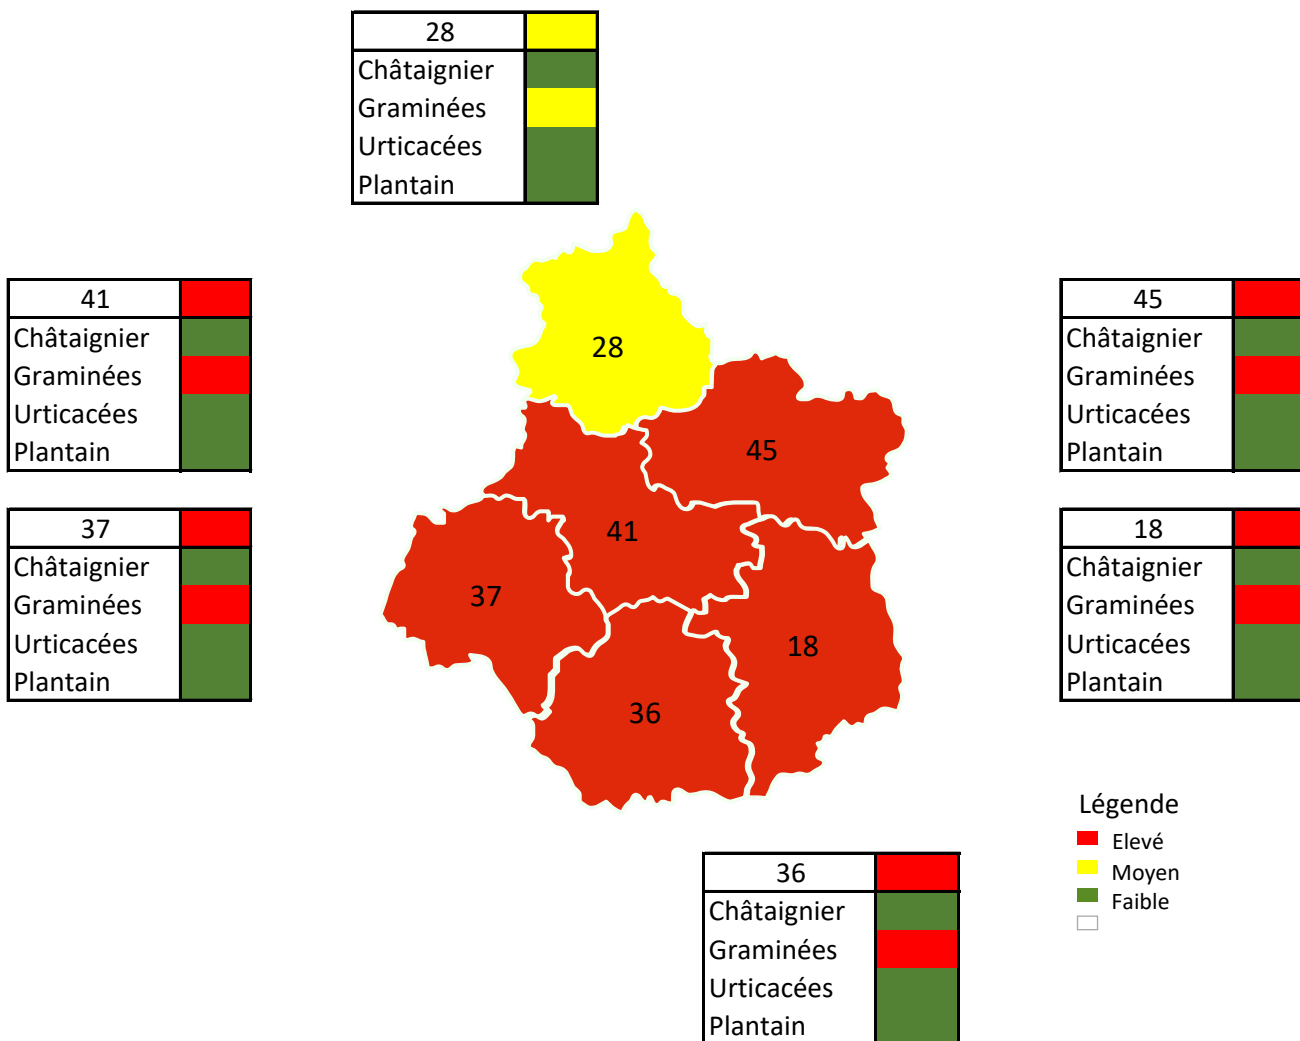 28
Châtaignier
Graminées
Urticacées
Plantain
41
Châtaignier
Graminées
Urticacées
Plantain
45
Châtaignier
Graminées
Urticacées
Plantain
28
45
41
37
18
36
37
Châtaignier
Graminées
Urticacées
Plantain
18
Châtaignier
Graminées
Urticacées
Plantain
Légende
Elevé
Moyen
Faible
36
Châtaignier
Graminées
Urticacées
Plantain